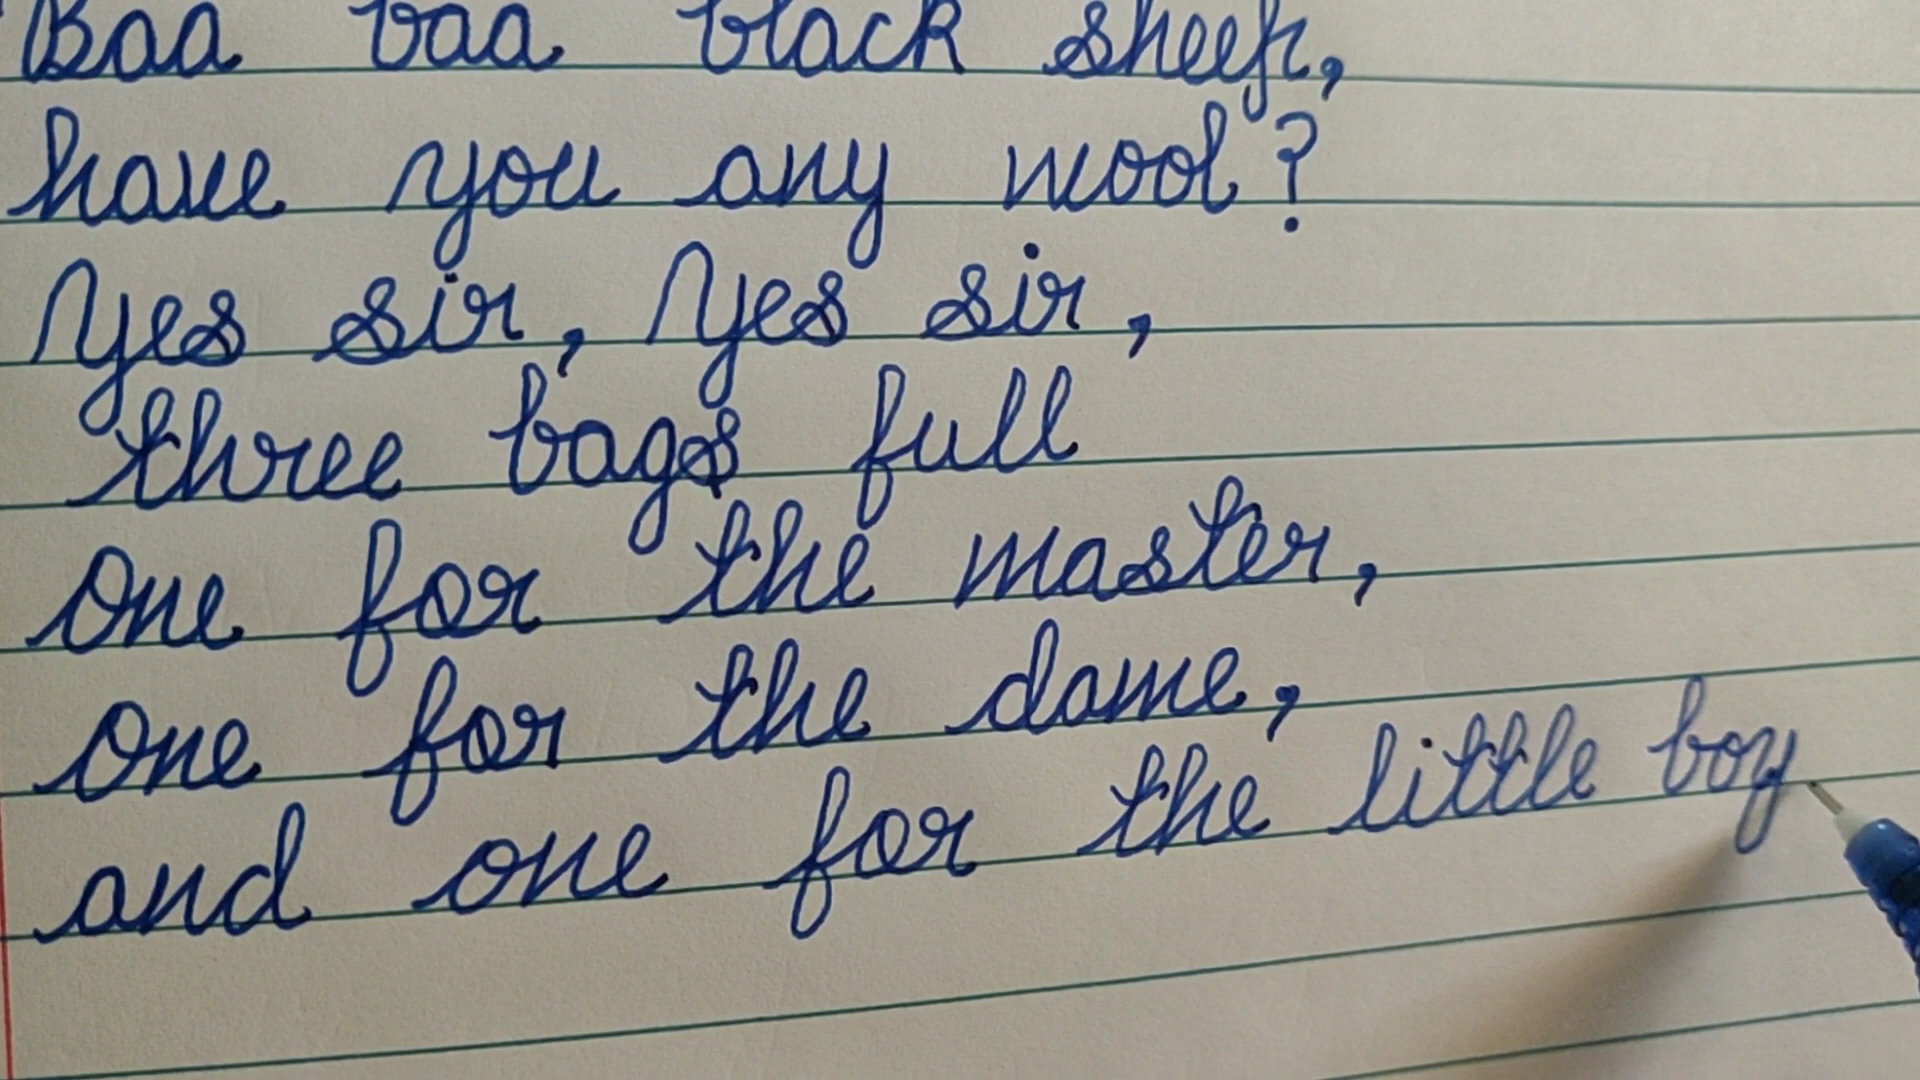 Baa baa black sheep,
have you any wool?
Yes sir, Yes sir,
three bags full
One for the master,
One for the dame,
and one for the little boy